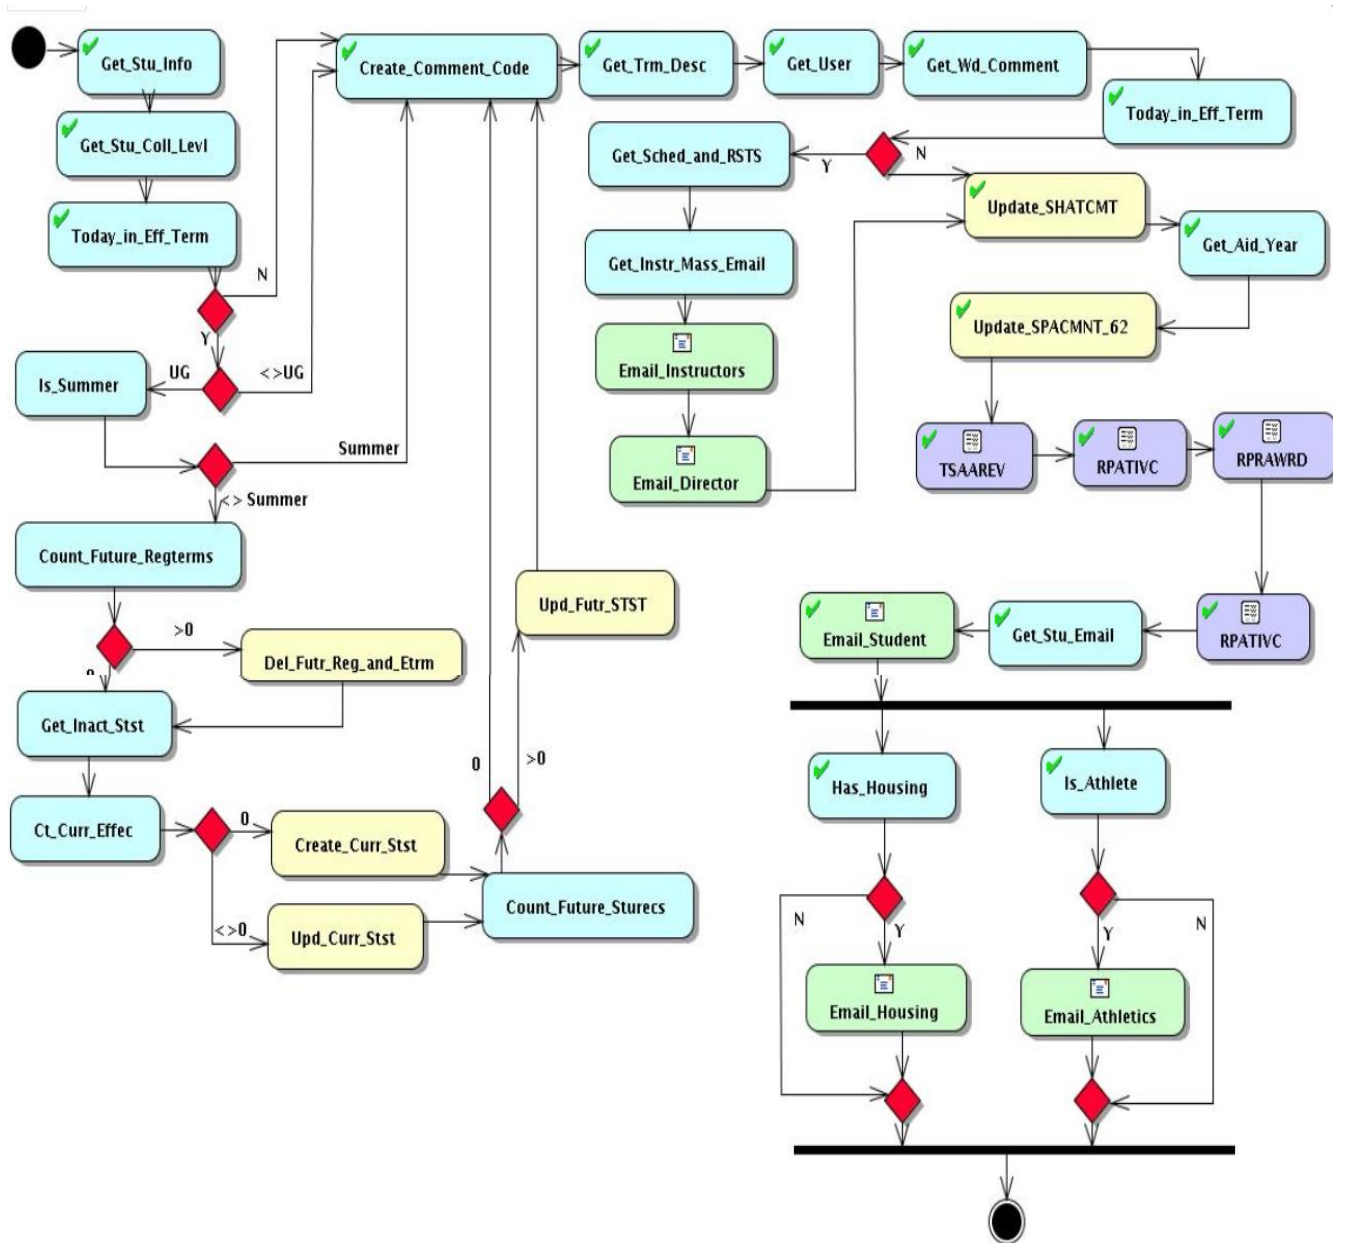 Get_Stu_Info
Create_Comment_Code
Get_Trm_Desc
Get_User
Get_Wd_Comment
Today_in_Eff_Term
Get_Stu_Coll_Levl
Get_Sched_and_RSTS
Y
N
Update_SHATCMT
Today_in_Eff_Term
N
Get_Instr_Mass_Email
Get_Aid_Year
Y
Update_SPACMNT_62
Is_Summer
UG
<>UG
Email_Instructors
Summer
TSAAREV
RPATIVC
RPRAWRD
Email_Director
<> Summer
Count_Future_Regterms
Upd_Futr_STST
>0
Del_Futr_Reg_and_Etrm
Email_Student
Get_Stu_Email
RPATIVC
Get_Inact_Stst
0
>0
Has_Housing
Is_Athlete
Ct_Curr_Effec
0
Create_Curr_Stst
Count_Future_Sturecs
<>0
Upd_Curr_Stst
N
Y
Y
N
Email_Housing
Email_Athletics